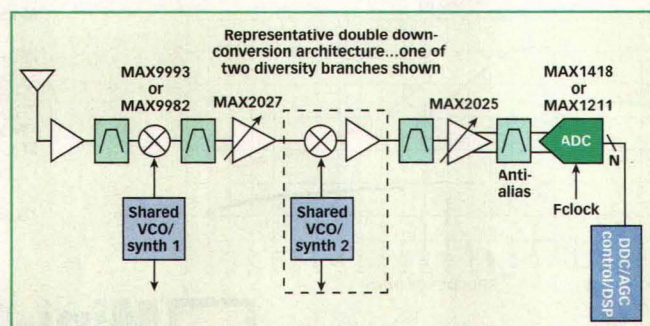 Representative double down-
conversion architecture...one of
two diversity branches shown
MAX9993
or
MAX9982
MAX2027
MAX2025
MAX1418
or
MAX1211
ADC
N
Anti-
alias
Fclock
Shared
VCO/
synth 1
Shared
VCO/
synth 2
DDC/AGC
control/DSP